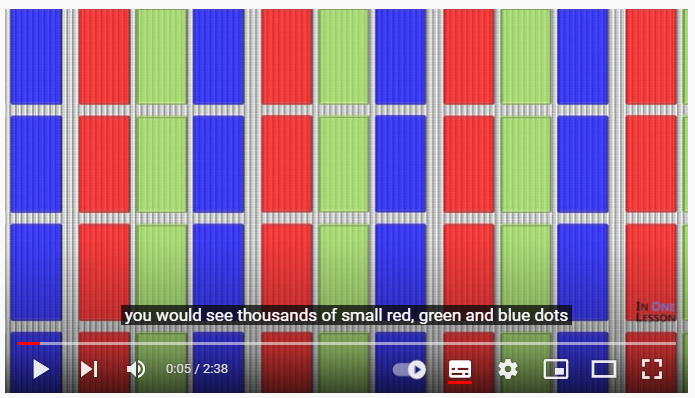 In One
Lesson
you would see thousands of small red, green and blue dots
0:05 / 2:38